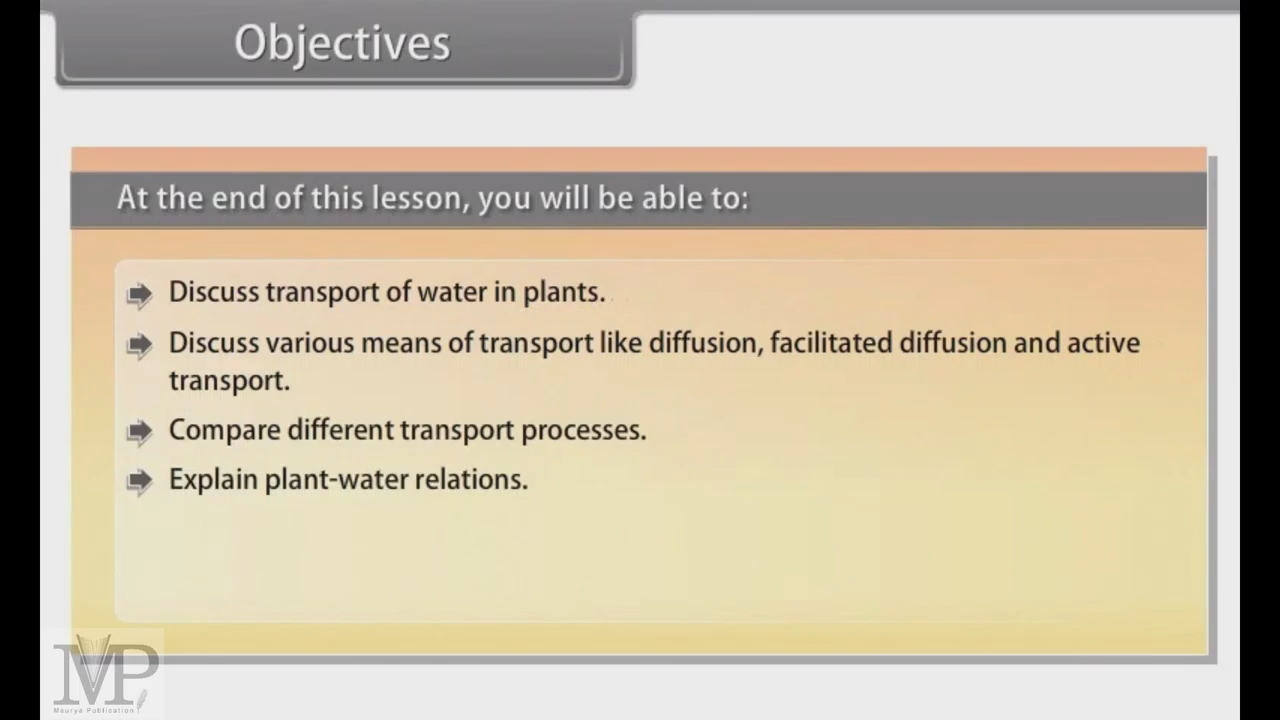 Objectives
At the end of this lesson, you will be able to:
Discuss transport of water in plants.
Discuss various means of transport like diffusion, facilitated diffusion and active
transport.
Compare different transport processes.
Explain plant-water relations.
MP
Maurya Publication